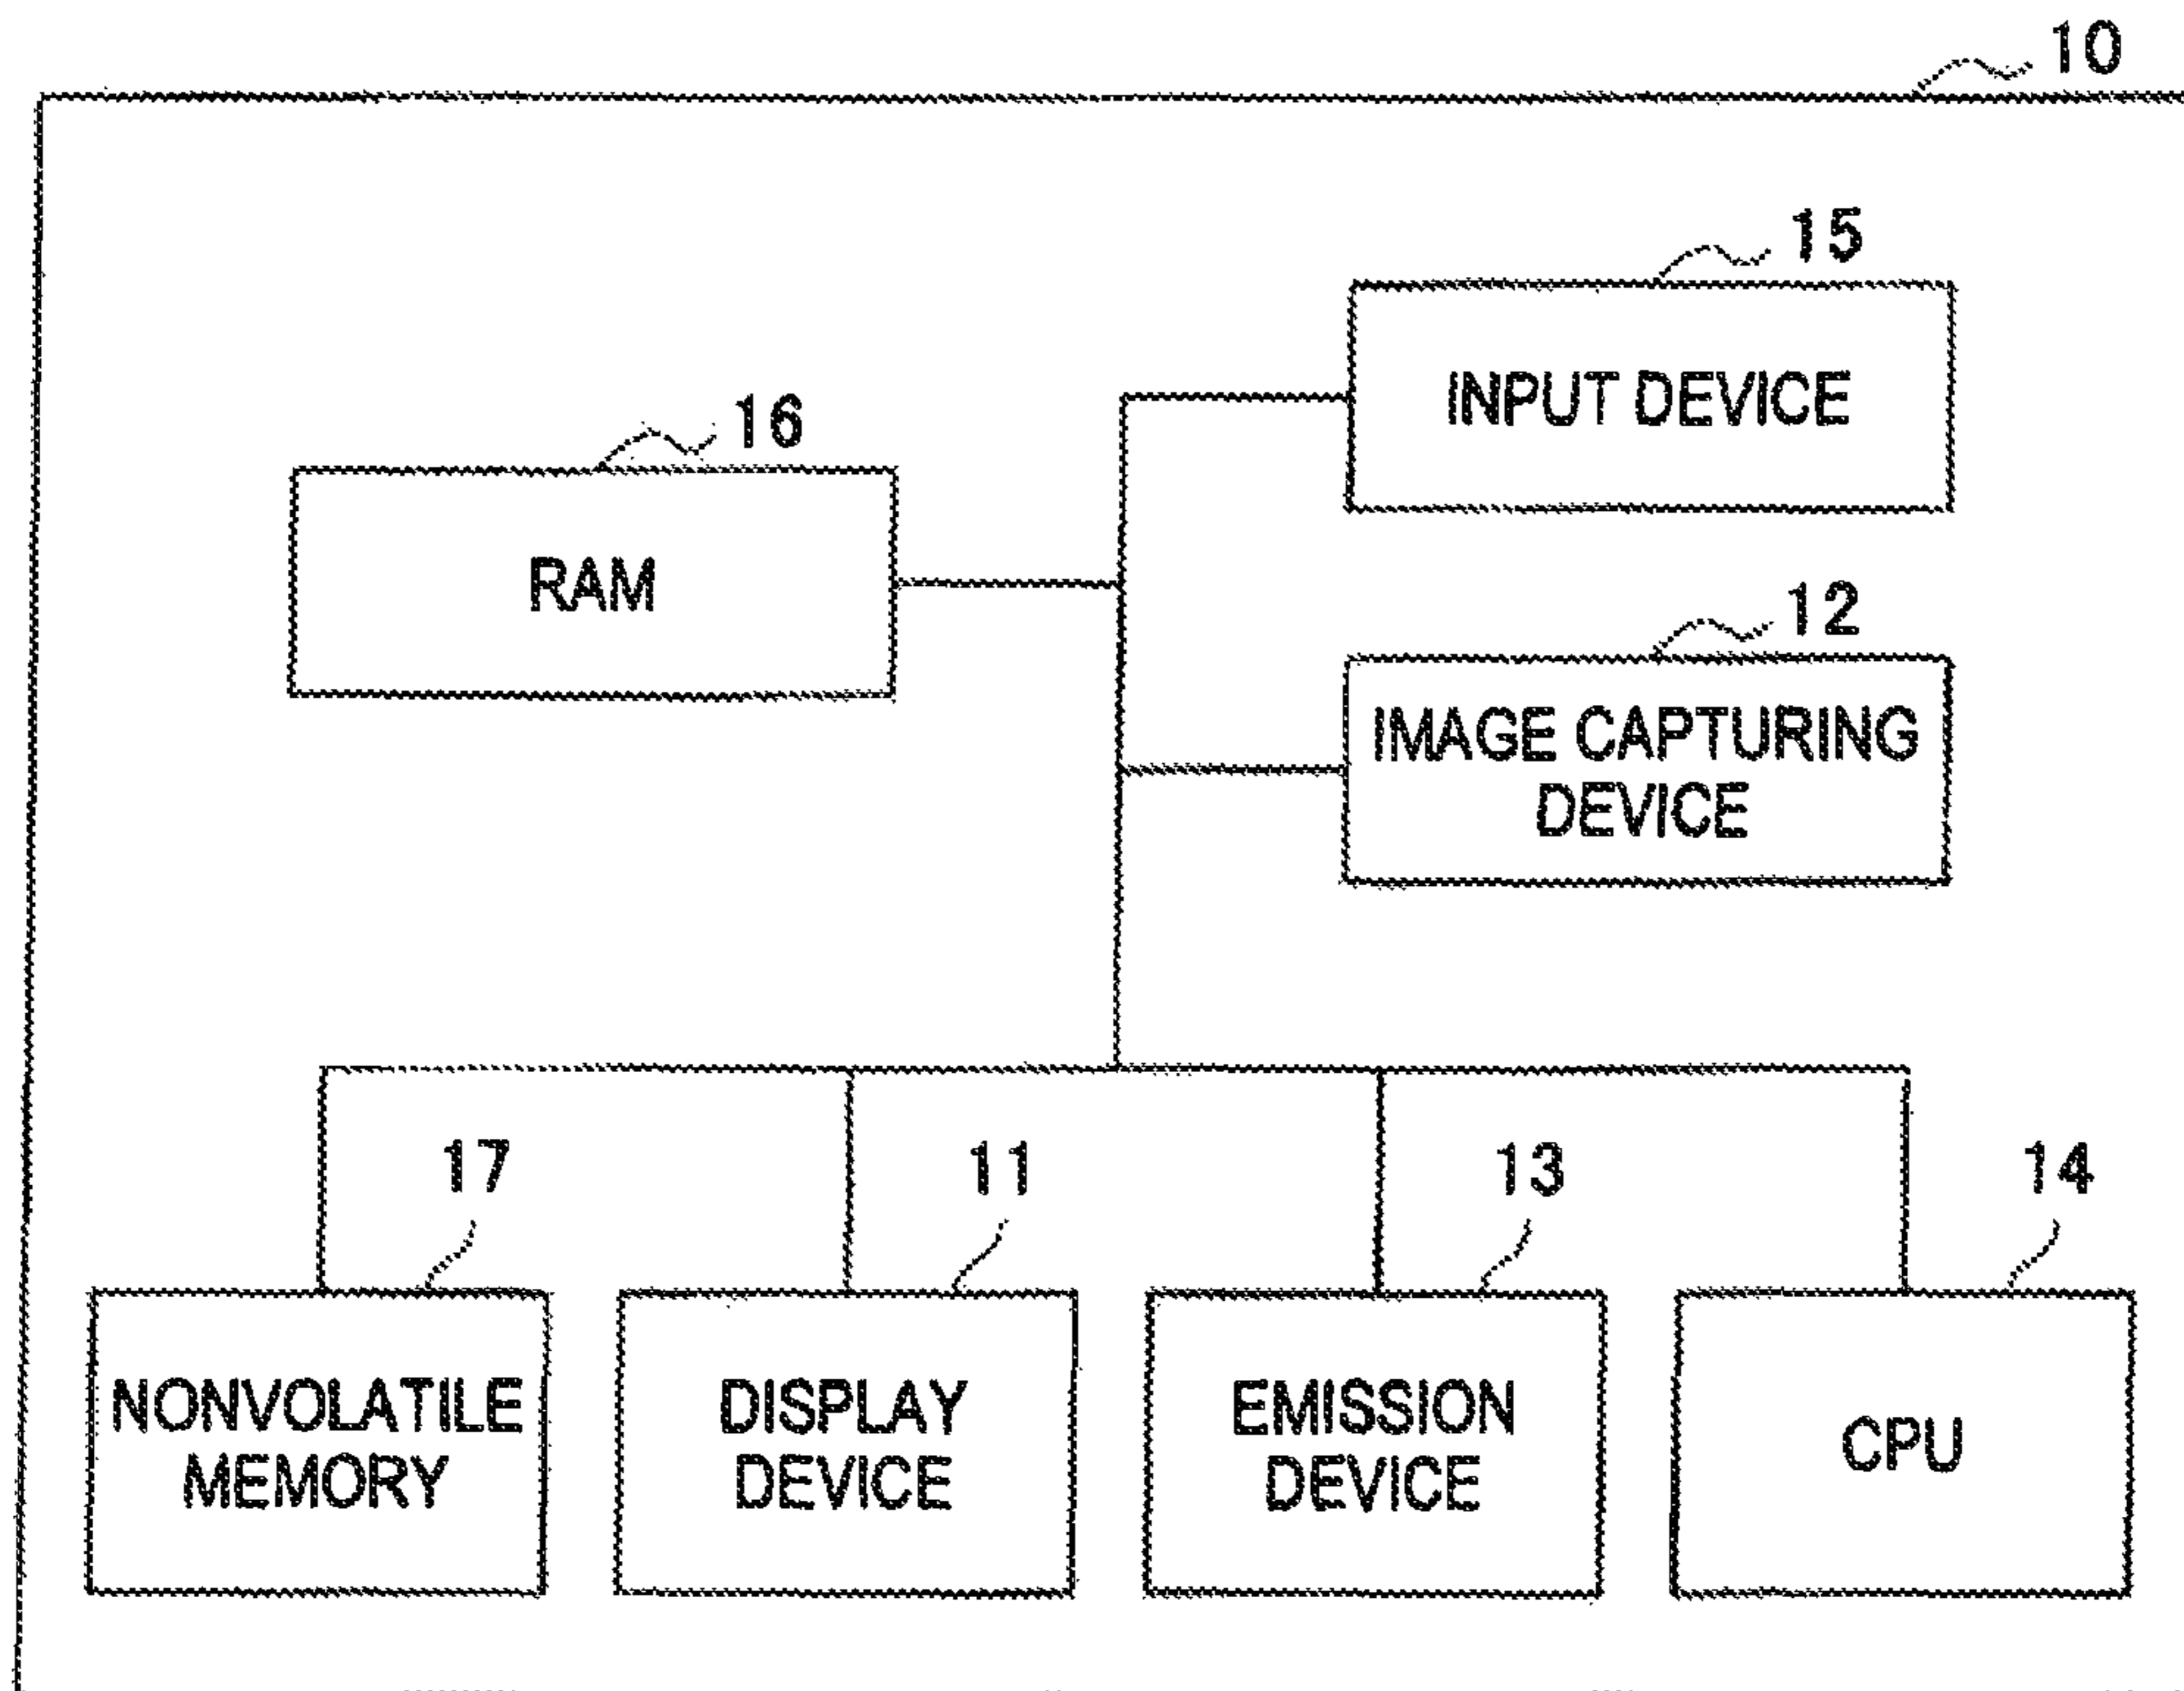 10
15
INPUT DEVICE
16
RAM
12
IMAGE CAPTURING
DEVICE
17
11
13
14
NONVOLATILE
MEMORY
DISPLAY
DEVICE
EMISSION
DEVICE
CPU